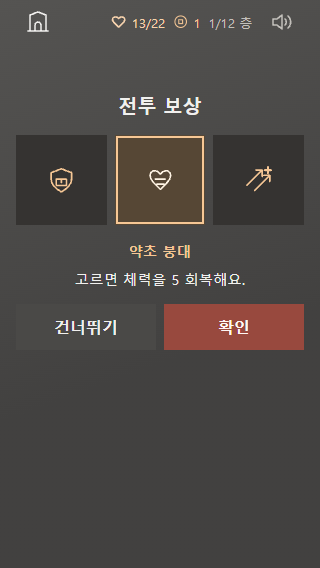 13/22 1 1/12 층
전투 보상
약초 붕대
고르면 체력을 5 회복해요.
건너뛰기 확인